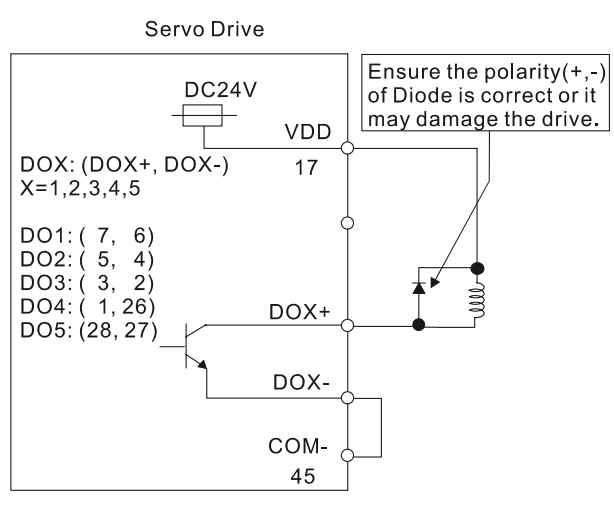 Servo Drive
DC24V
VDD
17
DOX: (DOX+, DOX-)
X=1,2,3,4,5
DO1: ( 7, 6)
DO2: ( 5, 4)
DO3: ( 3, 2)
DO4: ( 1, 26)
DO5: (28, 27)
DOX+
DOX-
COM-
45
Ensure the polarity(+,-)
of Diode is correct or it
may damage the drive.